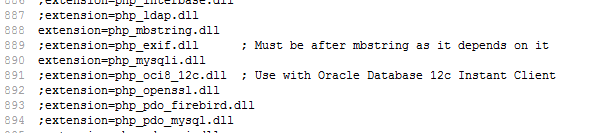 886 ;extension=php_interbase.dll
887 ;extension=php_ldap.dll
888 extension=php_mbstring.dll
889 ;extension=php_exif.dll      ; Must be after mbstring as it depends on it
890 extension=php_mysqli.dll
891 ;extension=php_oci8_12c.dll  ; Use with Oracle Database 12c Instant Client
892 ;extension=php_openssl.dll
893 ;extension=php_pdo_firebird.dll
894 ;extension=php_pdo_mysql.dll